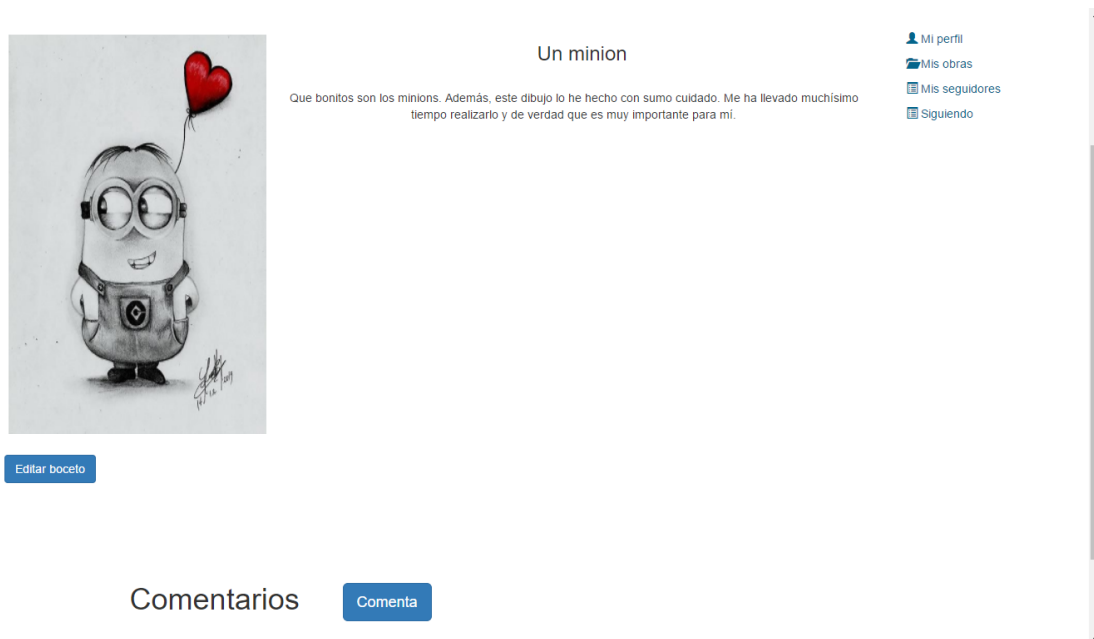 Un minion
Que bonitos son los minions. Además, este dibujo lo he hecho con sumo cuidado. Me ha llevado muchísimo
tiempo realizarlo y de verdad que es muy importante para mí.
Mi perfil
Mis obras
Mis seguidores
Siguiendo
Editar boceto
Comentarios
Comenta